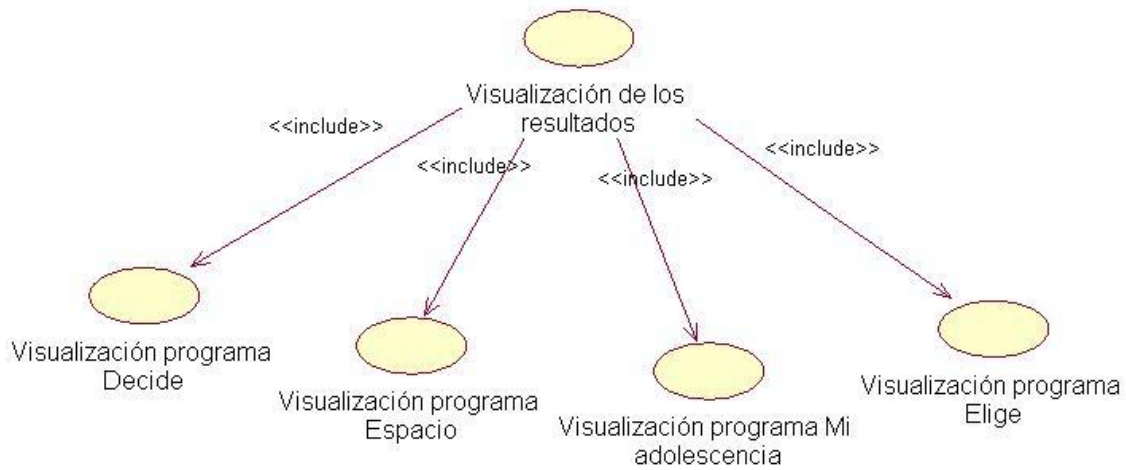 Visualización de los
resultados
<<include>>
<<include>>
<<include>>
<<include>>
Visualización programa
Decide
Visualización programa
Espacio
Visualización programa Mi
adolescencia
Visualización programa
Elige